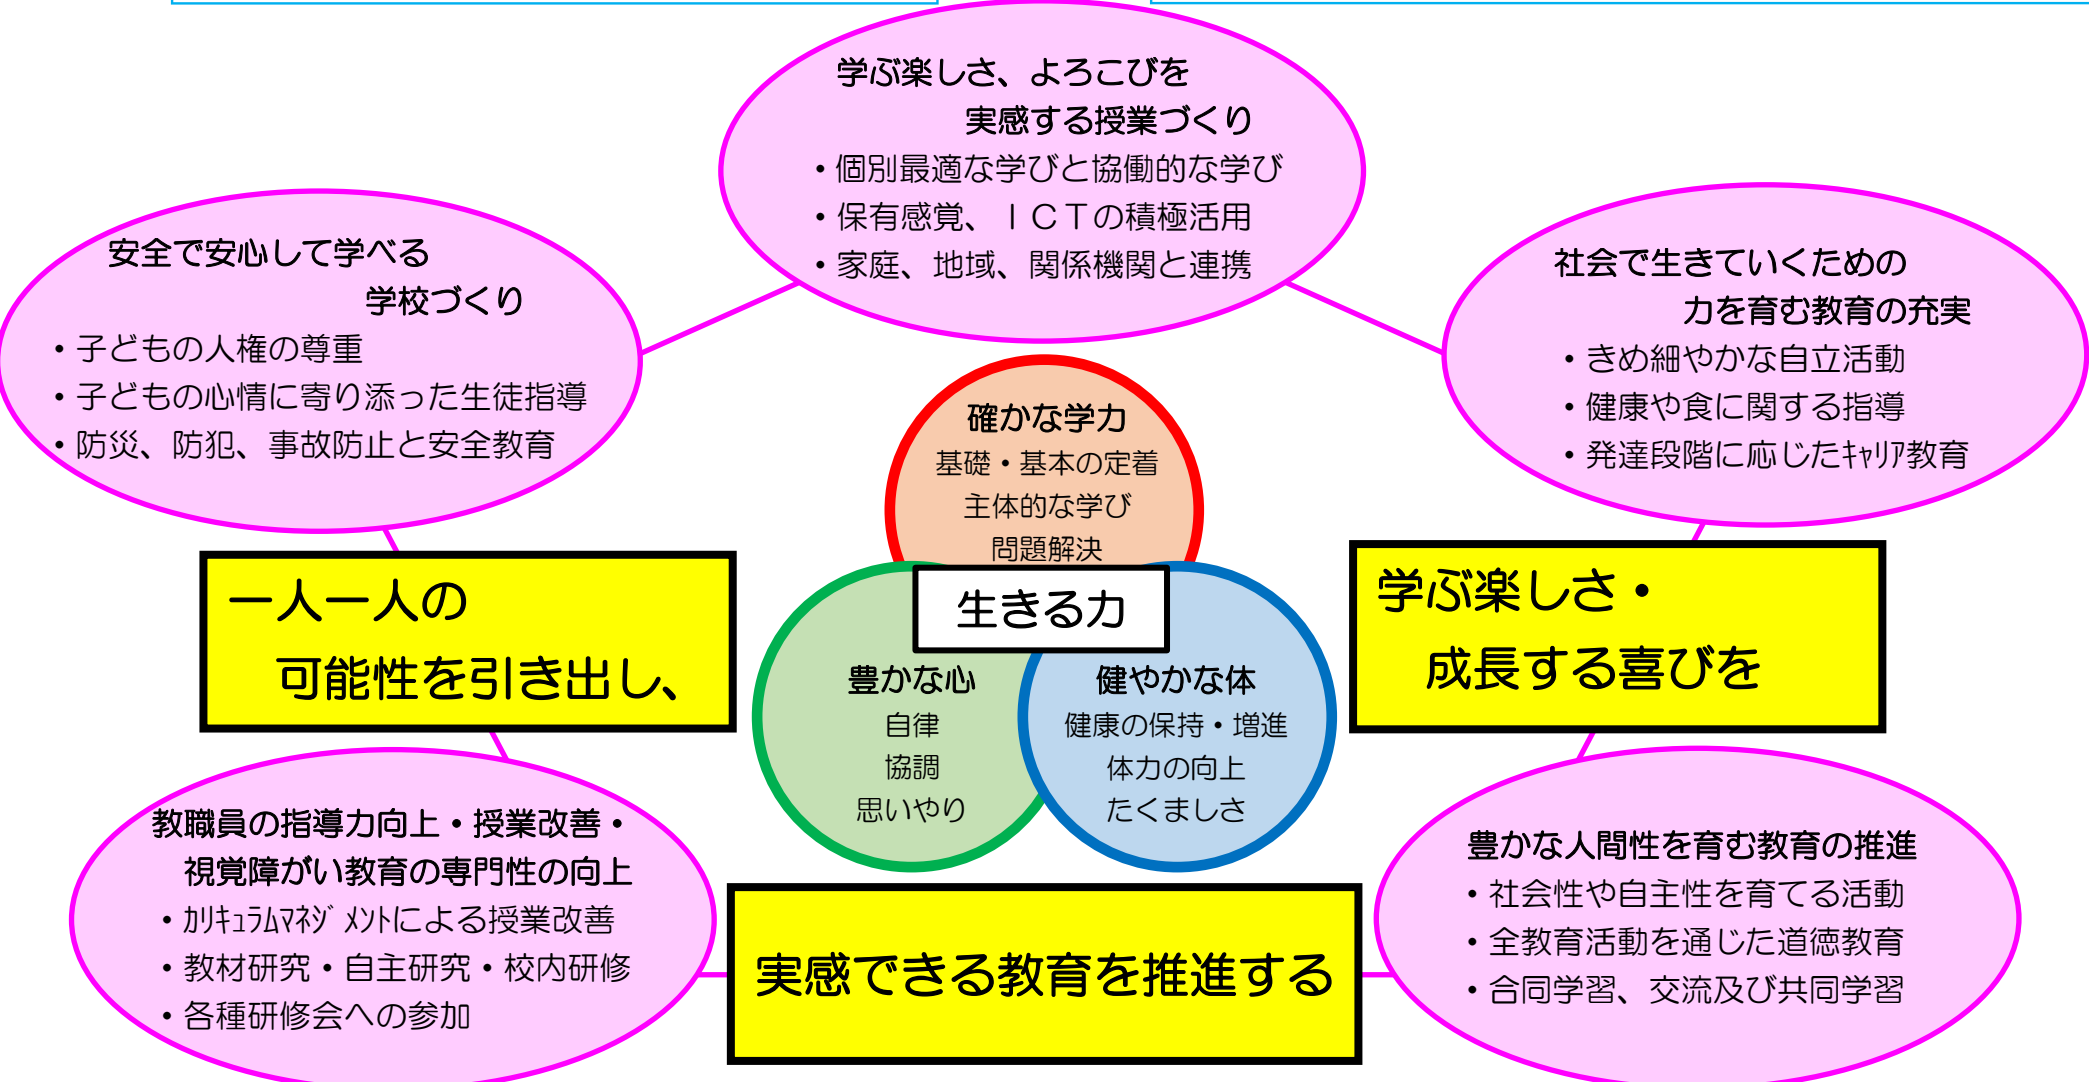 学ぶ楽しさ、よろこびを
実感する授業づくり
・個別最適な学びと協働的な学び
・保有感覚、ＩＣＴの積極活用
・家庭、地域、関係機関と連携
安全で安心して学べる
学校づくり
・子どもの人権の尊重
・子どもの心情に寄り添った生徒指導
・防災、防犯、事故防止と安全教育
社会で生きていくための
力を育む教育の充実
・きめ細やかな自立活動
・健康や食に関する指導
・発達段階に応じたｷｬﾘｱ教育
確かな学力
基礎・基本の定着
主体的な学び
問題解決
生きる力
豊かな心
自律
協調
思いやり
健やかな体
健康の保持・増進
体力の向上
たくましさ
一人一人の
可能性を引き出し、
学ぶ楽しさ・
成長する喜びを
実感できる教育を推進する
教職員の指導力向上・授業改善・
視覚障がい教育の専門性の向上
・ｶﾘｷｭﾗﾑﾏﾈｼﾞﾒﾝﾄによる授業改善
・教材研究・自主研究・校内研修
・各種研修会への参加
豊かな人間性を育む教育の推進
・社会性や自主性を育てる活動
・全教育活動を通じた道徳教育
・合同学習、交流及び共同学習